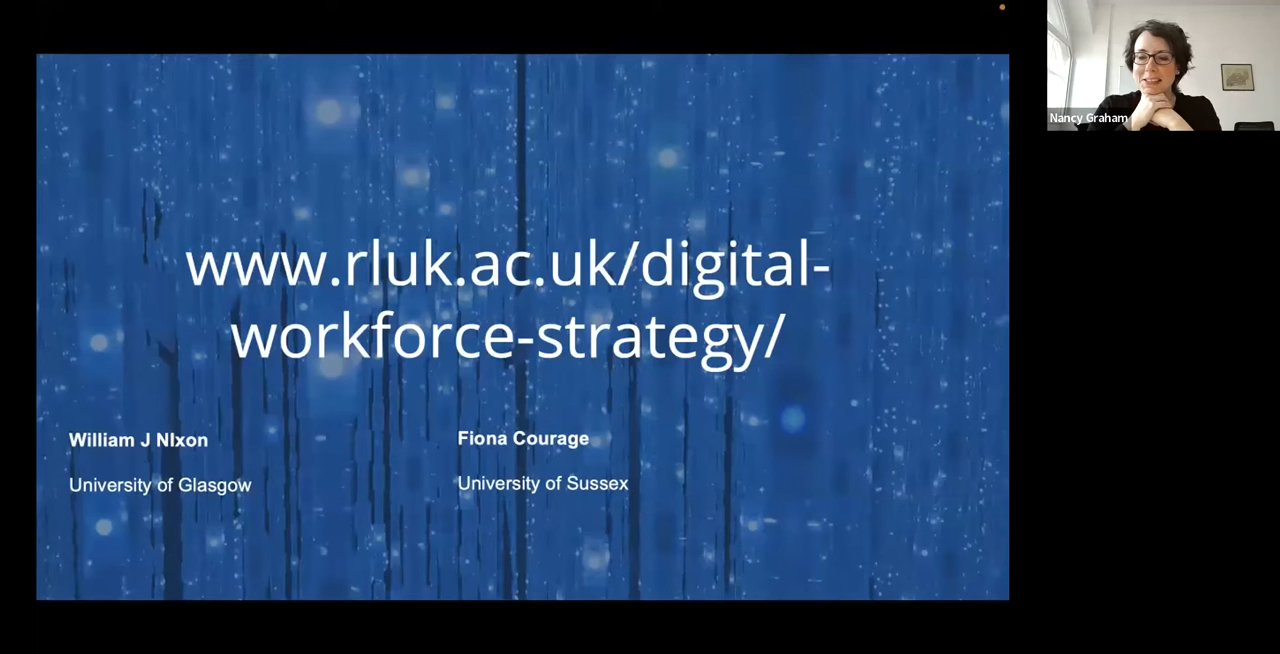 www.rluk.ac.uk/digital-
workforce-strategy/
William J NIxon
Fiona Courage
University of Glasgow
University of Sussex
Nancy Graham